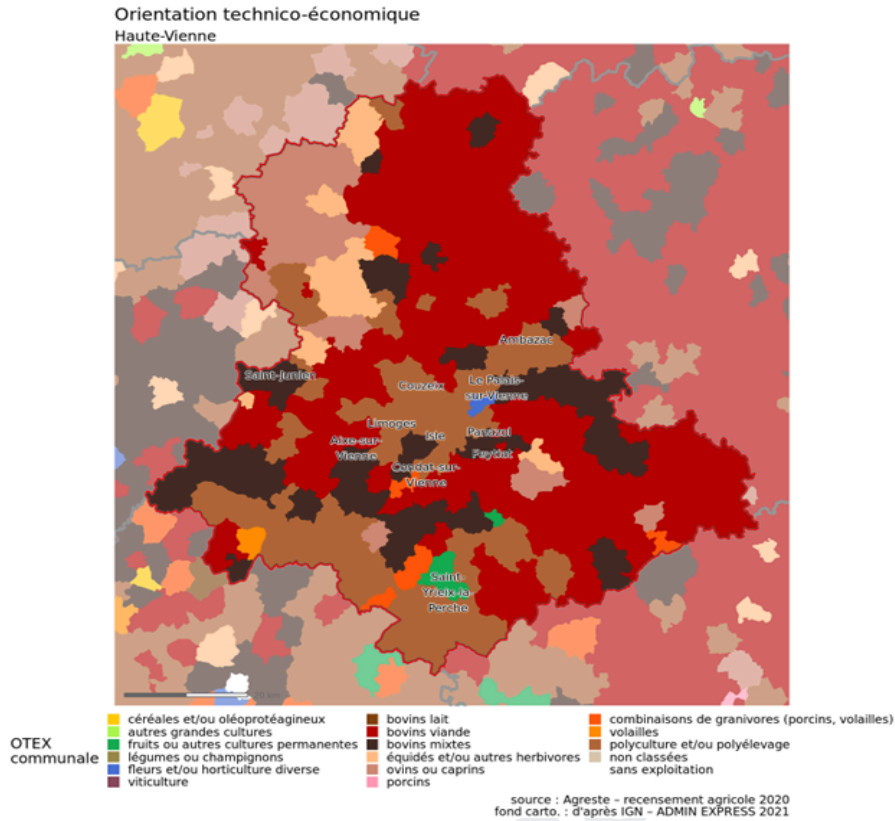 Orientation technico-économique
Haute-Vienne
Ambazac
Saint-Junien
Couzeix
Le Palais-
sur-Vienne
Limoges
Isle
Panazol
Aixe-sur-
Vienne
Feytiat
Condat-sur-
Vienne
Saint-
Yrieix-la-
Perche
OTEX
communale
céréales et/ou oléoprotéagineux
autres grandes cultures
fruits ou autres cultures permanentes
légumes ou champignons
fleurs et/ou horticulture diverse
viticulture
bovins lait
bovins viande
bovins mixtes
équidés et/ou autres herbivores
ovins ou caprins
porcins
combinaisons de granivores (porcins, volailles)
volailles
polyculture et/ou polyélevage
non classées
sans exploitation
source : Agreste – recensement agricole 2020
fond carto. : d'après IGN – ADMIN EXPRESS 2021